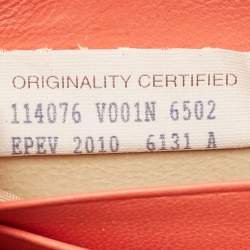 ORIGINALITY CERTIFIED
114076 V001N 6502
EPEV 2010 6131 A